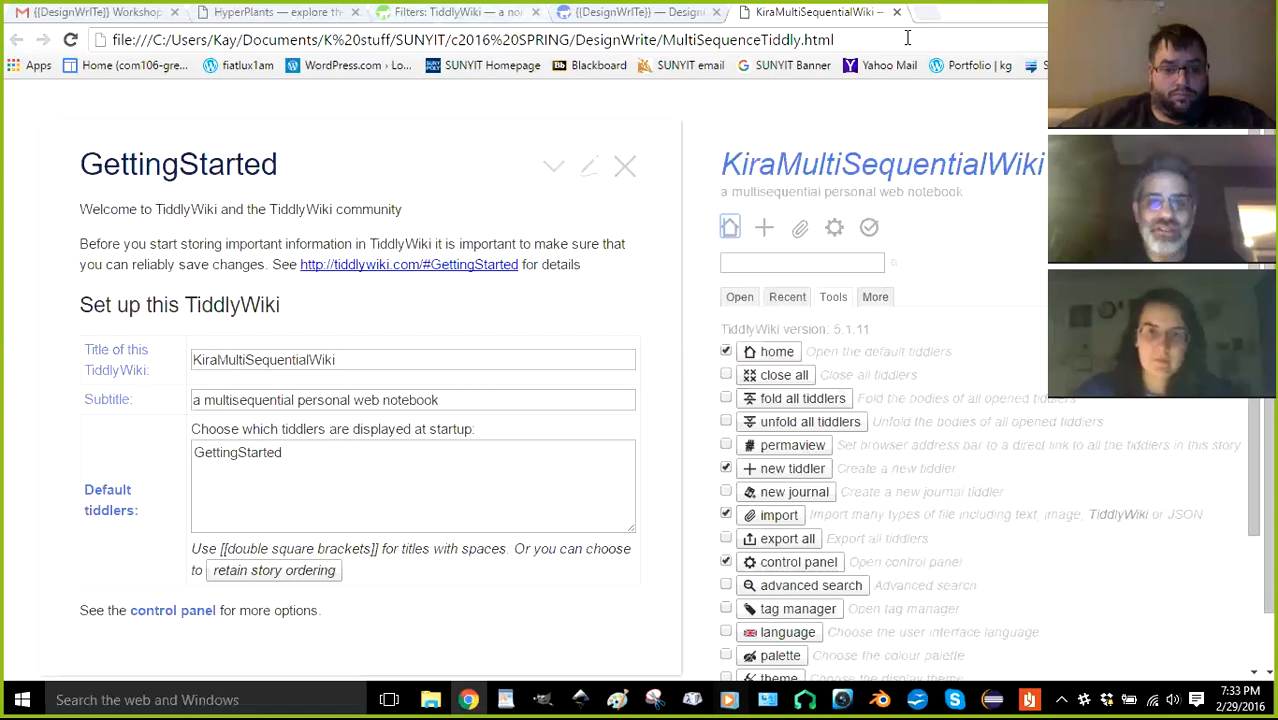 {{DesignWrITe}} Workshop
HyperPlants — explore th
Filters: TiddlyWiki — a no
{{DesignWrITe}} — Design
KiraMultiSequentialWiki —
file:///C:/Users/Kay/Documents/K%20stuff/SUNYIT/c2016%20SPRING/DesignWrite/MultiSequenceTiddly.html
Apps
Home (com106-gre
fiatlux1am
WordPress.com ‹ Lo
SUNYIT Homepage
Bb Blackboard
SUNYIT email
SUNYIT Banner
Yahoo Mail
Portfolio | kg
S
GettingStarted
Welcome to TiddlyWiki and the TiddlyWiki community
Before you start storing important information in TiddlyWiki it is important to make sure that
you can reliably save changes. See http://tiddlywiki.com/#GettingStarted for details
Set up this TiddlyWiki
Title of this
TiddlyWiki:
KiraMultiSequentialWiki
Subtitle:
a multisequential personal web notebook
Choose which tiddlers are displayed at startup:
GettingStarted
Default
tiddlers:
Use [[double square brackets]] for titles with spaces. Or you can choose
to retain story ordering
See the control panel for more options.
KiraMultiSequentialWiki
a multisequential personal web notebook
Open
Recent
Tools
More
TiddlyWiki version: 5.1.11
home Open the default tiddlers
close all Close all tiddlers
fold all tiddlers Fold the bodies of all opened tiddlers
unfold all tiddlers Unfold the bodies of all opened tiddlers
permaview Set browser address bar to a direct link to all the tiddlers in this story
new tiddler Create a new tiddler
new journal Create a new journal tiddler
import Import many types of file including text, image, TiddlyWiki or JSON
export all Export all tiddlers
control panel Open control panel
advanced search Advanced search
tag manager Open tag manager
language Choose the user interface language
palette Choose the colour palette
theme Choose the display theme
Search the web and Windows
7:33 PM
2/29/2016